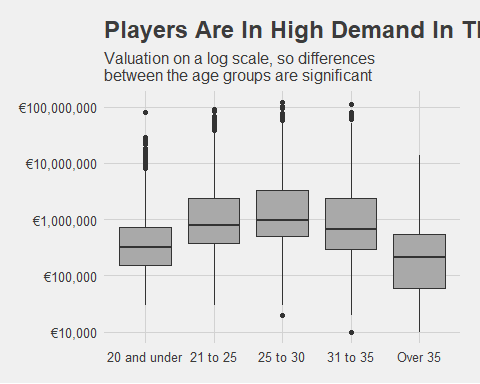 Players Are In High Demand In
Valuation on a log scale, so differences
between the age groups are significant
€100,000,000
€10,000,000
€1,000,000
€100,000
€10,000
20 and under 21 to 25 25 to 30 31 to 35 Over 35